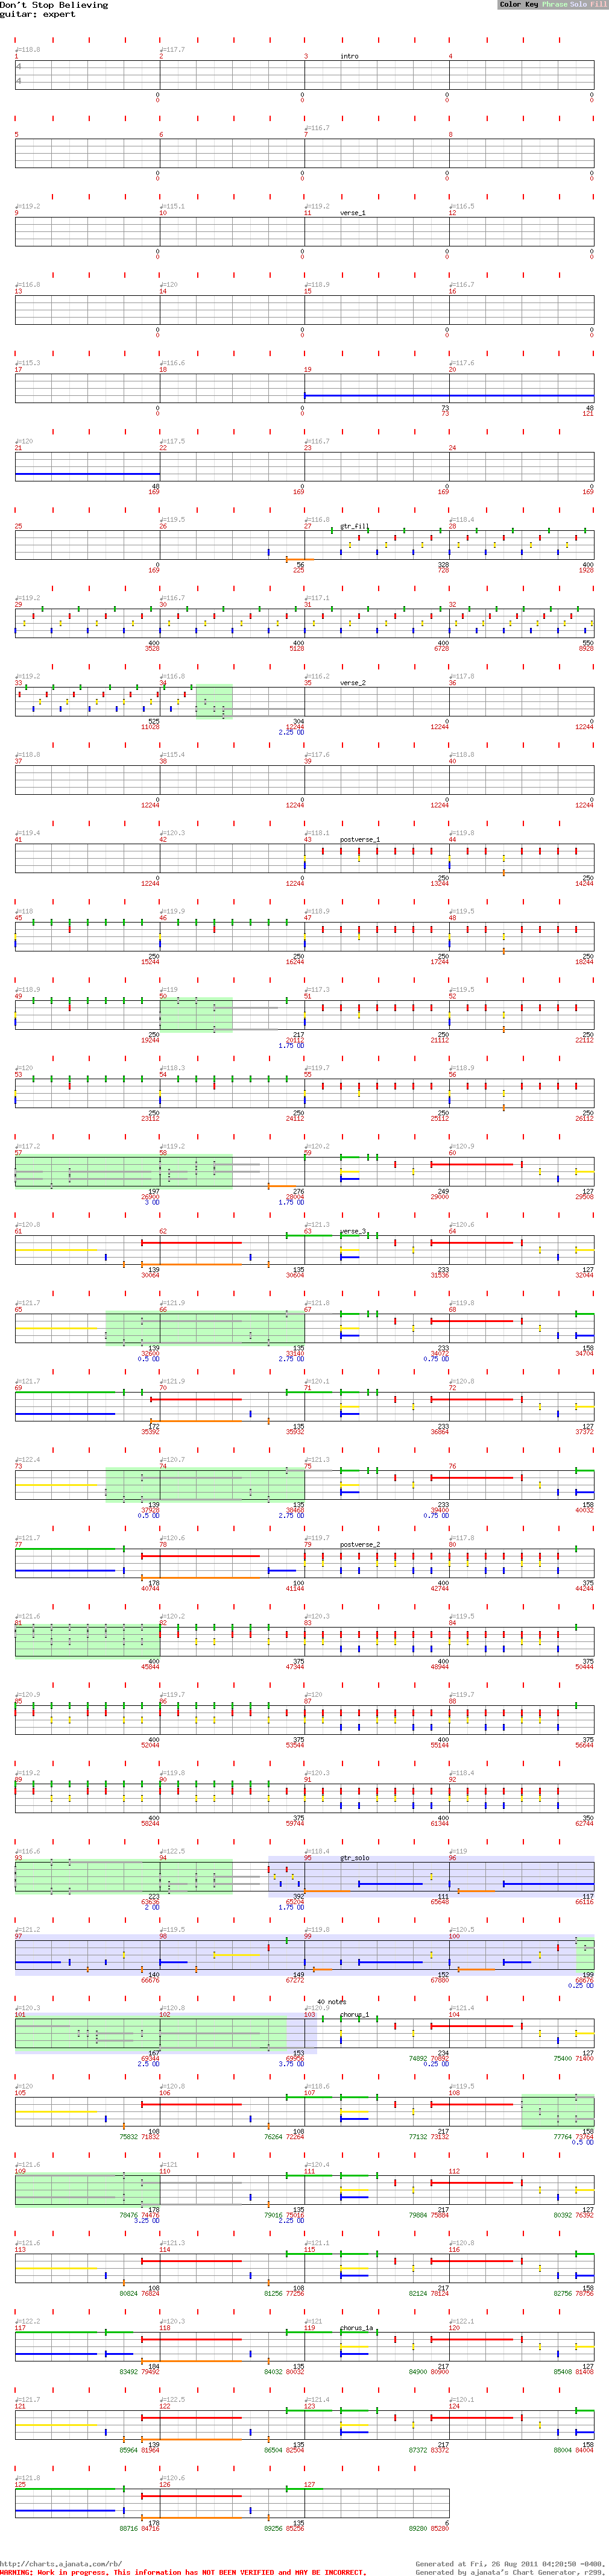 Don't Stop Believing
guitar: expert
Color Key Phrase Solo Fill
♩=118.8 ♩=117.7
1 2 3 intro 4
4
4
0 0 0 0
0 0 0 0
♩=116.7
5 6 7 8
0 0 0 0
0 0 0 0
♩=119.2 ♩=115.1 ♩=119.2 ♩=116.5
9 10 11 verse_1 12
0 0 0 0
0 0 0 0
♩=116.8 ♩=120 ♩=118.9 ♩=116.7
13 14 15 16
0 0 0 0
0 0 0 0
♩=115.3 ♩=116.6 ♩=117.6
17 18 19 20
0 0 73 48
0 0 73 121
♩=120 ♩=117.5 ♩=116.7
21 22 23 24
48 0 0 0
169 169 169 169
♩=119.5 ♩=116.8 ♩=118.4
25 26 27 gtr_fill 28
0 56 328 400
169 225 728 1928
♩=119.2 ♩=116.7 ♩=117.1
29 30 31 32
400 400 400 550
3528 5128 6728 8928
♩=119.2 ♩=116.8 ♩=116.2 ♩=117.8
33 34 35 verse_2 36
525 304 0 0
11028 12244 12244 12244
2.25 OD
♩=118.8 ♩=115.4 ♩=117.6 ♩=118.8
37 38 39 40
0 0 0 0
12244 12244 12244 12244
♩=119.4 ♩=120.3 ♩=118.1 ♩=119.8
41 42 43 postverse_1 44
0 0 250 250
12244 12244 13244 14244
♩=118 ♩=119.9 ♩=118.9 ♩=119.5
45 46 47 48
250 250 250 250
15244 16244 17244 18244
♩=118.9 ♩=119 ♩=117.3 ♩=119.5
49 50 51 52
250 217 250 250
19244 20112 21112 22112
1.75 OD
♩=120 ♩=118.3 ♩=119.7 ♩=118.9
53 54 55 56
250 250 250 250
23112 24112 25112 26112
♩=117.2 ♩=119.2 ♩=120.2
57 58 59 60
197 276 249 127
26900 28004 29000 29508
3 OD 1.75 OD
♩=120.8 ♩=121.3 ♩=120.6
61 62 63 verse_3 64
139 135 233 127
30064 30604 31536 32044
♩=121.7 ♩=121.9 ♩=121.8 ♩=119.8
65 66 67 68
139 135 233 158
32600 33140 34072 34704
0.5 OD 2.75 OD 0.75 OD
♩=121.7 ♩=121.9 ♩=120.1 ♩=120.8
69 70 71 72
172 135 233 127
35392 35932 36864 37372
♩=122.4 ♩=120.7 ♩=121.3
73 74 75 76
139 135 233 158
37928 38468 39400 40032
0.5 OD 2.75 OD 0.75 OD
♩=121.7 ♩=120.6 ♩=119.7 ♩=117.8
77 78 79 postverse_2 80
178 100 400 375
40744 41144 42744 44244
♩=121.6 ♩=120.2 ♩=120.3 ♩=119.5
81 82 83 84
400 375 400 375
45844 47344 48944 50444
♩=120.9 ♩=119.7 ♩=120 ♩=119.7
85 86 87 88
400 375 400 375
52044 53544 55144 56644
♩=119.2 ♩=119.8 ♩=120.3 ♩=118.4
89 90 91 92
400 375 400 350
58244 59744 61344 62744
♩=116.6 ♩=122.5 ♩=118.4 ♩=119
93 94 95 gtr_solo 96
223 392 111 117
63636 65204 65648 66116
2 OD 1.75 OD
♩=121.2 ♩=119.5 ♩=119.8 ♩=120.5
97 98 99 100
140 149 152 199
66676 67272 67880 68676
0.25 OD
40 notes
♩=120.3 ♩=120.8 ♩=120.9 ♩=121.4
101 102 103 chorus_1 104
167 153 234 127
69344 69956 74892 70892 75400 71400
2.5 OD 3.75 OD 0.25 OD
♩=120 ♩=120.8 ♩=118.6 ♩=119.5
105 106 107 108
108 108 217 158
75832 71832 76264 72264 77132 73132 77764 73764
0.5 OD
♩=121.6 ♩=121 ♩=120.4
109 110 111 112
178 135 217 127
78476 74476 79016 75016 79884 75884 80392 76392
3.25 OD 2.25 OD
♩=121.6 ♩=121.3 ♩=121.1 ♩=120.8
113 114 115 116
108 108 217 158
80824 76824 81256 77256 82124 78124 82756 78756
♩=122.2 ♩=120.3 ♩=121 ♩=122.1
117 118 119 chorus_1a 120
184 135 217 127
83492 79492 84032 80032 84900 80900 85408 81408
♩=121.7 ♩=122.5 ♩=121.4 ♩=120.1
121 122 123 124
139 135 217 158
85964 81964 86504 82504 87372 83372 88004 84004
♩=121.8 ♩=120.6
125 126 127
178 135 6
88716 84716 89256 85256 89280 85280
http://charts.ajanata.com/rb/ Generated at Fri, 26 Aug 2011 04:20:50 -0400.
WARNING: Work in progress. This information has NOT BEEN VERIFIED and MAY BE INCORRECT. Generated by ajanata's Chart Generator, r299.